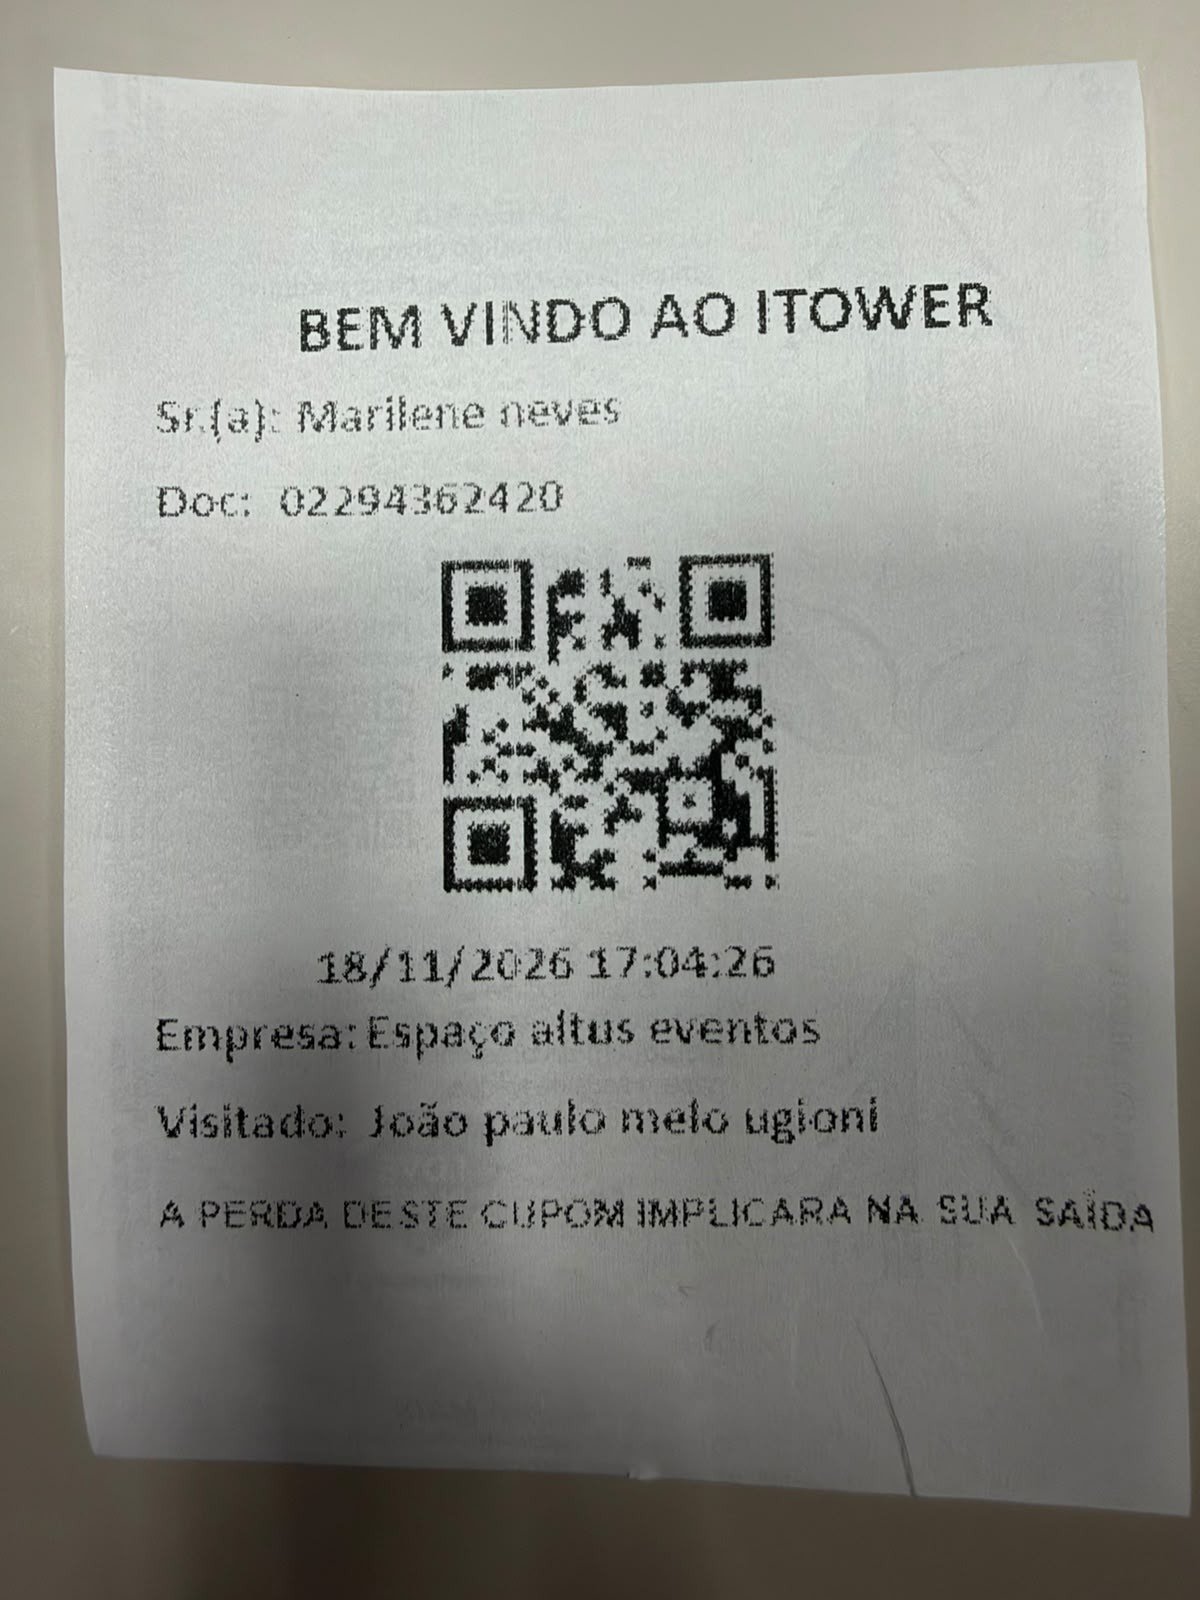 BEM VINDO AO ITOWER
Sr.(a): Marilene neves
Doc: 02294362420
18/11/2026 17:04:26
Empresa: Espaço altus eventos
Visitado: João paulo melo ugioni
A PERDA DESTE CUPOM IMPLICARA NA SUA SAÍDA